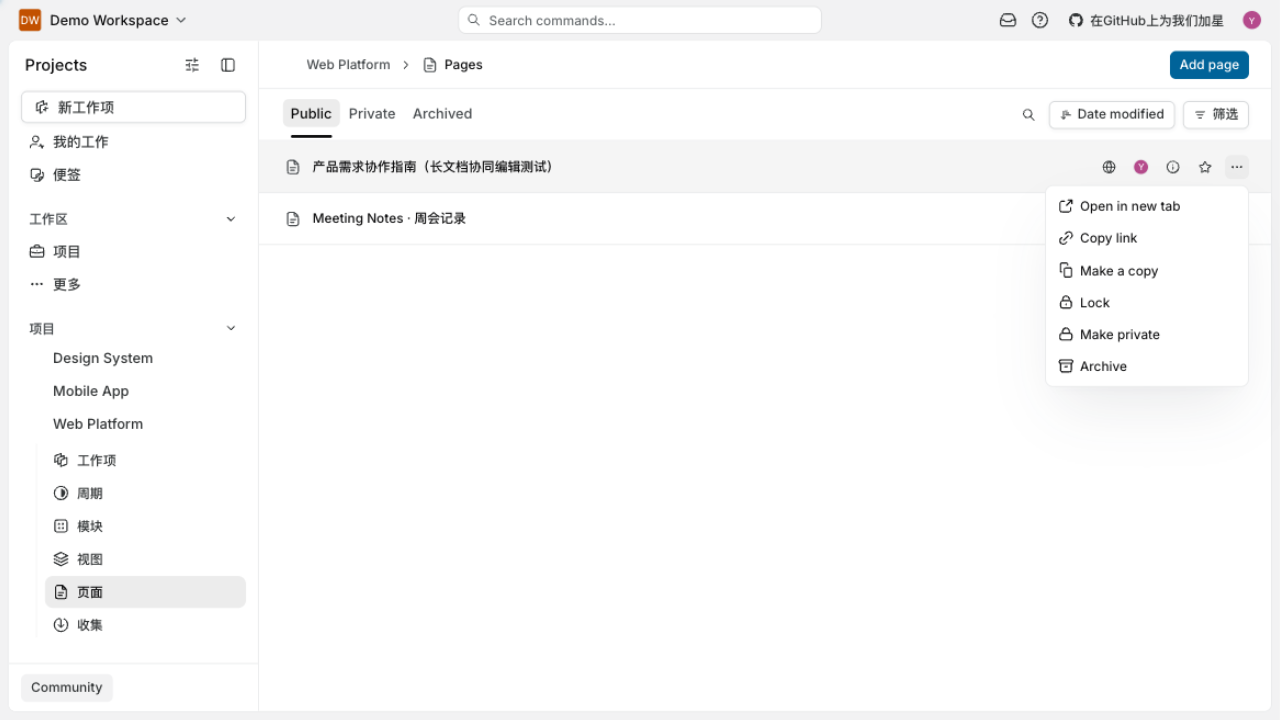 DW Demo Workspace
Search commands...
在GitHub上为我们加星
Y
Projects
新工作项
我的工作
便签
工作区
项目
更多
项目
Design System
Mobile App
Web Platform
工作项
周期
模块
视图
页面
收集
Community
Web Platform
Pages
Add page
Public Private Archived
Date modified
筛选
产品需求协作指南（长文档协同编辑测试）
Y
Meeting Notes · 周会记录
Open in new tab
Copy link
Make a copy
Lock
Make private
Archive